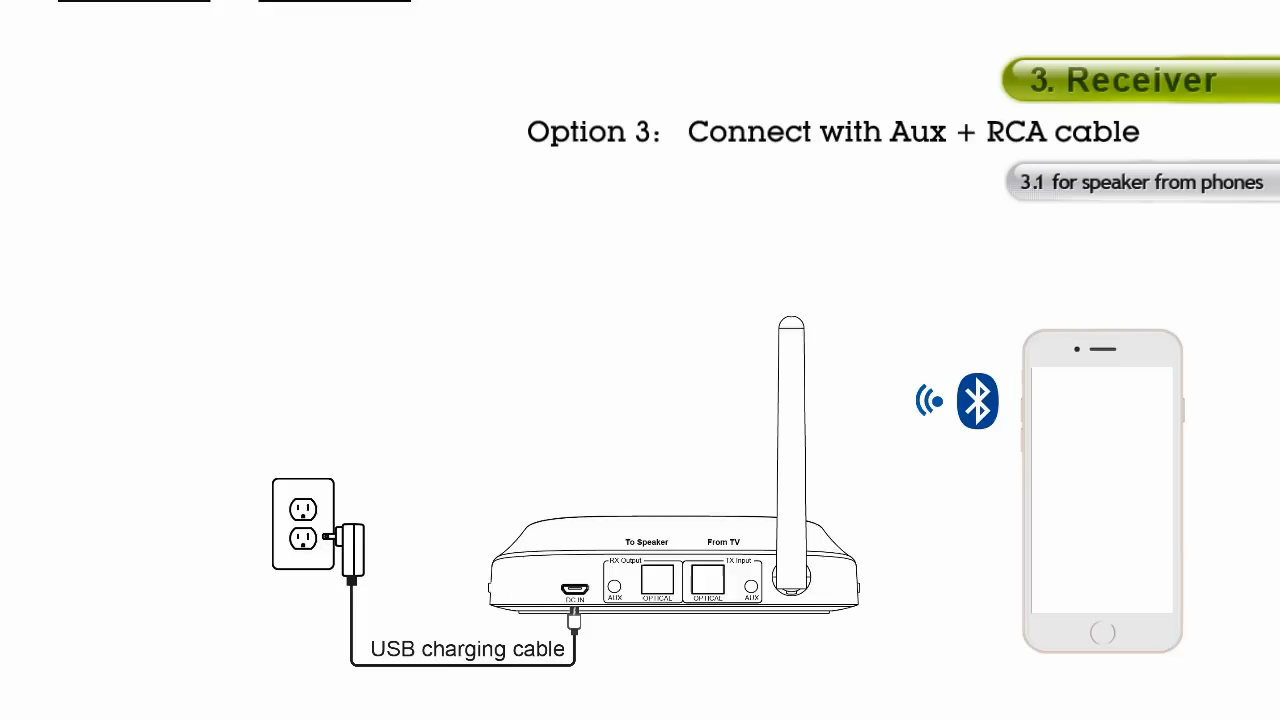 3. Receiver
Option 3: Connect with Aux + RCA cable
3.1 for speaker from phones
To Speaker
From TV
RX Output
TX Input
DC IN
AUX
OPTICAL
OPTICAL
AUX
USB charging cable